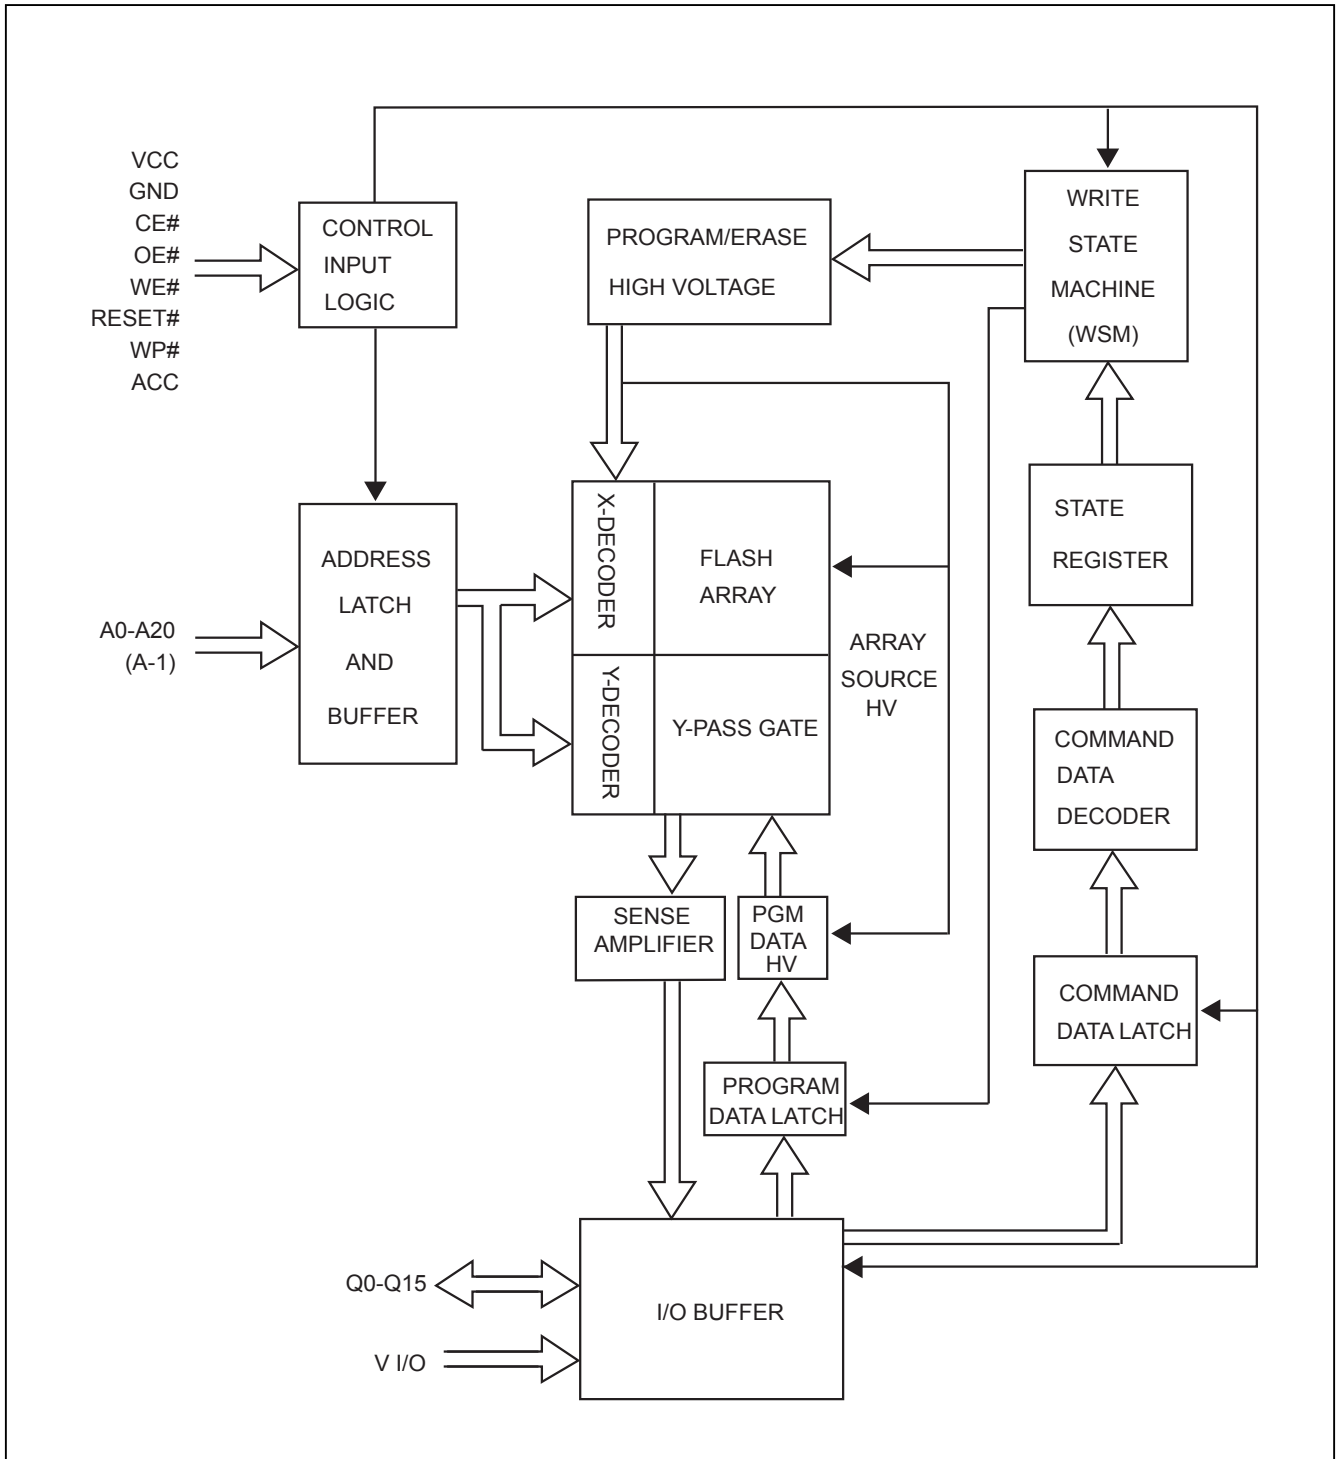 VCC
GND
CE#
OE#
WE#
RESET#
WP#
ACC
CONTROL
INPUT
LOGIC
PROGRAM/ERASE
HIGH VOLTAGE
WRITE
STATE
MACHINE
(WSM)
STATE
REGISTER
ADDRESS
LATCH
AND
BUFFER
A0-A20
(A-1)
X-DECODER
FLASH
ARRAY
Y-DECODER
Y-PASS GATE
ARRAY
SOURCE
HV
COMMAND
DATA
DECODER
SENSE
AMPLIFIER
PGM
DATA
HV
COMMAND
DATA LATCH
PROGRAM
DATA LATCH
Q0-Q15
V I/O
I/O BUFFER